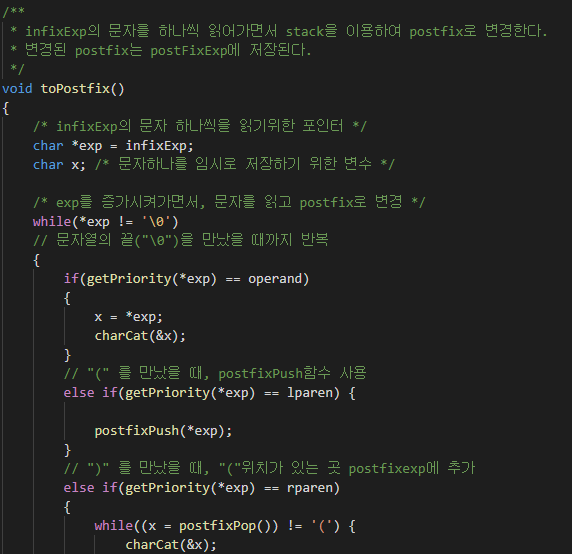 /**
 * infixExp의 문자를 하나씩 읽어가면서 stack을 이용하여 postfix로 변경한다.
 * 변경된 postfix는 postFixExp에 저장된다.
 */
void toPostfix()
{
    /* infixExp의 문자 하나씩을 읽기위한 포인터 */
    char *exp = infixExp;
    char x; /* 문자하나를 임시로 저장하기 위한 변수 */

    /* exp를 증가시켜가면서, 문자를 읽고 postfix로 변경 */
    while(*exp != '\0')
    // 문자열의 끝("\0")을 만났을 때까지 반복
    {
        if(getPriority(*exp) == operand)
        {
            x = *exp;
            charCat(&x);
        }
        // "(" 를 만났을 때, postfixPush함수 사용
        else if(getPriority(*exp) == lparen) {

            postfixPush(*exp);
        }
        // ")" 를 만났을 때, "("위치가 있는 곳 postfixexp에 추가
        else if(getPriority(*exp) == rparen)
        {
            while((x = postfixPop()) != '(') {
                charCat(&x);